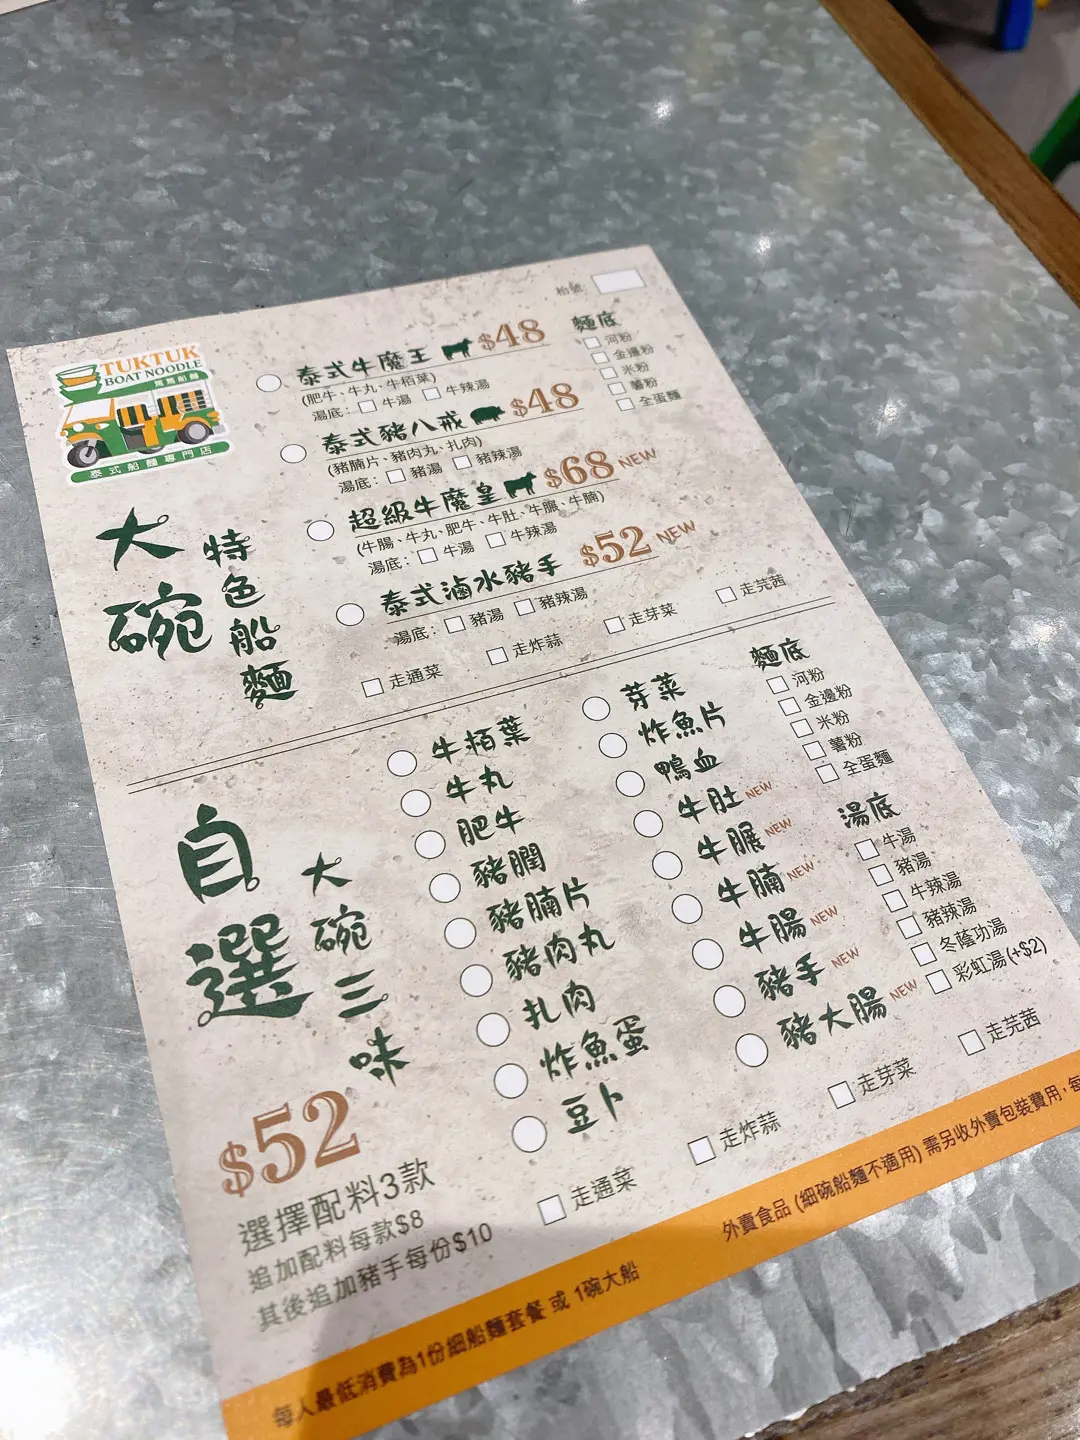 TUKTUK
BOAT NOODLE
篤篤船麵
泰式船麵專門店
枱號:
大碗
特色船麵
泰式牛魔王 $48
(肥牛、牛丸、牛栢葉)
湯底: 牛湯 牛辣湯
泰式豬八戒 $48
(豬腩片、豬肉丸、扎肉)
湯底: 豬湯 豬辣湯
超級牛魔皇 $68 NEW
(牛腸、牛丸、肥牛、牛肚、牛𦟌、牛腩)
湯底: 牛湯 牛辣湯
泰式滷水豬手 $52 NEW
湯底: 豬湯 豬辣湯
麵底
河粉
金邊粉
米粉
薯粉
全蛋麵
走通菜 走炸蒜 走芽菜 走芫茜
自選
大碗三味
$52
選擇配料3款
追加配料每款$8
其後追加豬手每份$10
牛栢葉
牛丸
肥牛
豬膶
豬腩片
豬肉丸
扎肉
炸魚蛋
豆卜
芽菜
炸魚片
鴨血
牛肚 NEW
牛𦟌 NEW
牛腩 NEW
牛腸 NEW
豬手 NEW
豬大腸 NEW
麵底
河粉
金邊粉
米粉
薯粉
全蛋麵
湯底
牛湯
豬湯
牛辣湯
豬辣湯
冬蔭功湯
彩虹湯(+$2)
走通菜 走炸蒜 走芽菜 走芫茜
每人最低消費為1份細船麵套餐 或 1碗大船
外賣食品 (細碗船麵不適用) 需另收外賣包裝費用,每